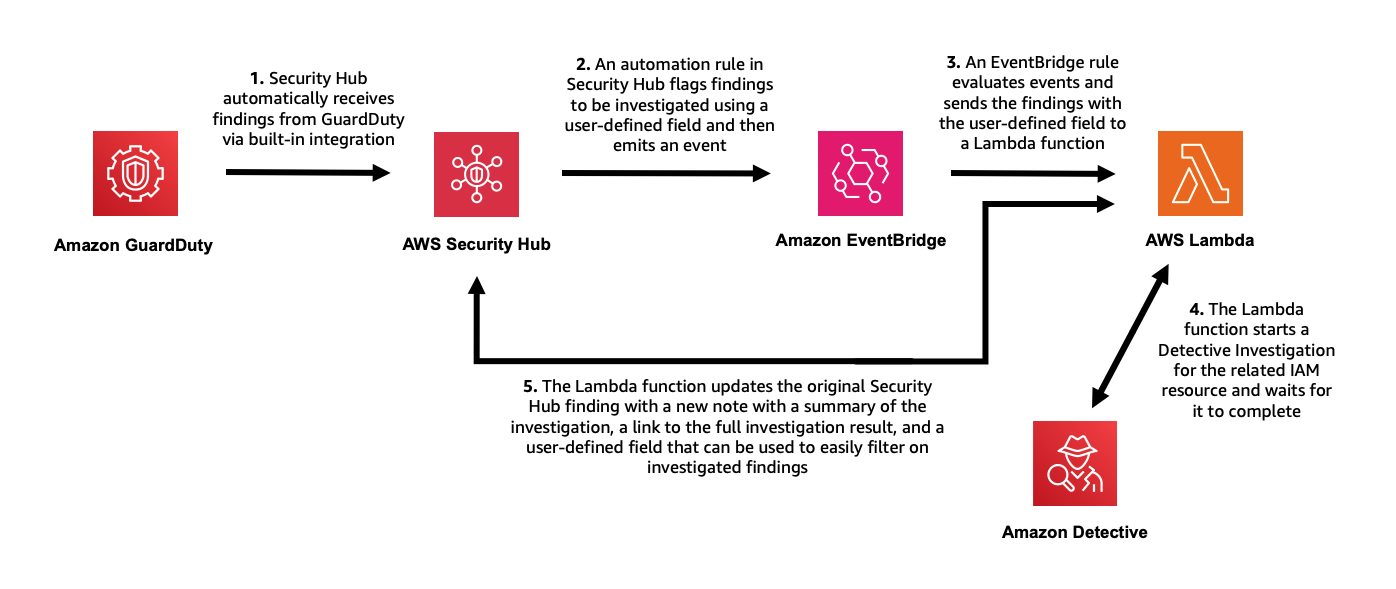 1. Security Hub
automatically receives
findings from GuardDuty
via built-in integration
2. An automation rule in
Security Hub flags findings
to be investigated using a
user-defined field and then
emits an event
3. An EventBridge rule
evaluates events and
sends the findings with
the user-defined field to
a Lambda function
Amazon GuardDuty
AWS Security Hub
Amazon EventBridge
AWS Lambda
4. The Lambda
function starts a
Detective Investigation
for the related IAM
resource and waits for
it to complete
5. The Lambda function updates the original Security
Hub finding with a new note with a summary of the
investigation, a link to the full investigation result, and a
user-defined field that can be used to easily filter on
investigated findings
Amazon Detective